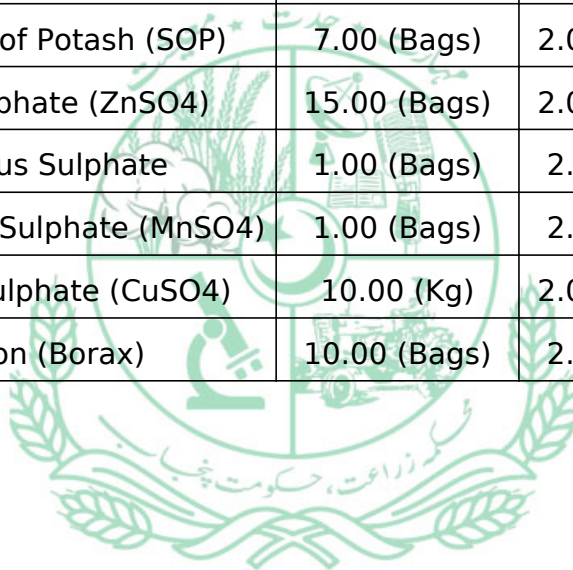 of Potash (SOP) 7.00 (Bags) 2.0
phate (ZnSO4) 15.00 (Bags) 2.0
us Sulphate 1.00 (Bags) 2.
Sulphate (MnSO4) 1.00 (Bags) 2.
ulphate (CuSO4) 10.00 (Kg) 2.0
on (Borax) 10.00 (Bags) 2.
محکمہ زراعت، حکومت پنجاب